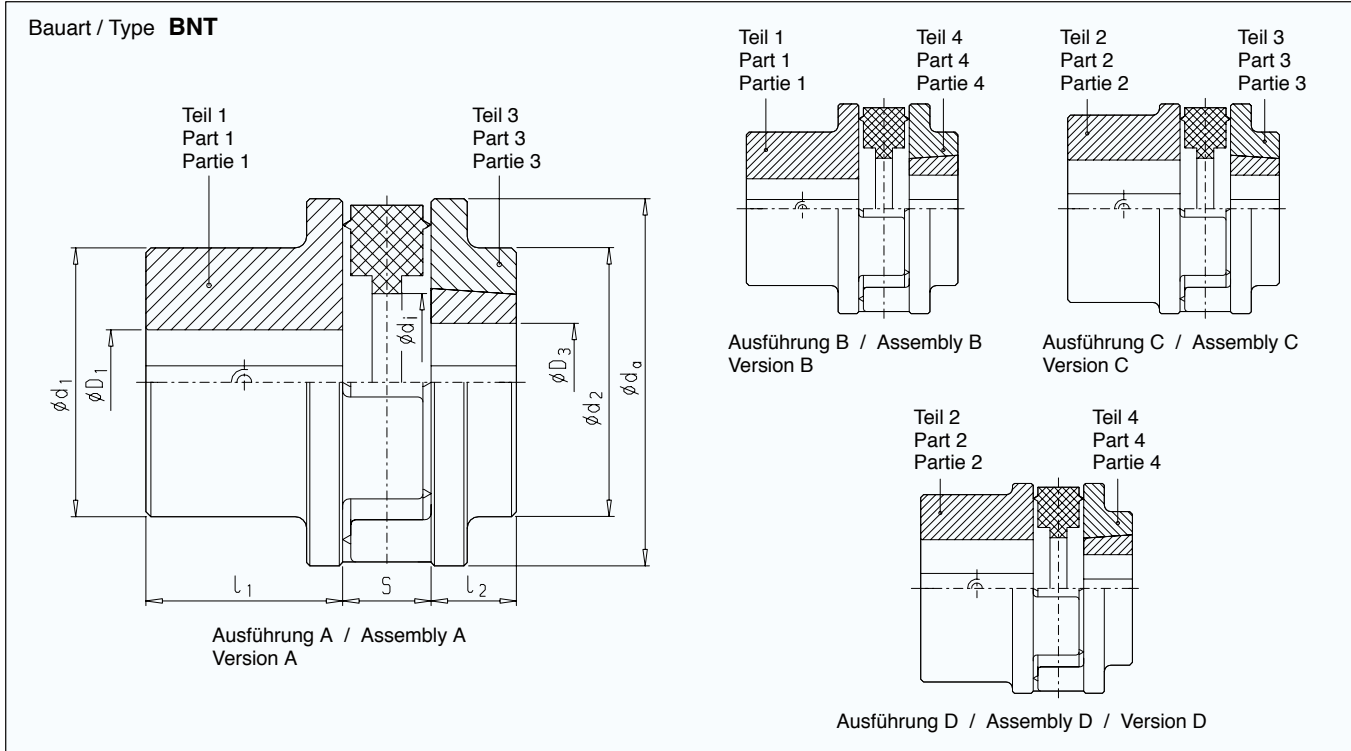 Bauart / Type BNT
Teil 1
Part 1
Partie 1
Teil 3
Part 3
Partie 3
ød₁
øD₁
ødᵢ
øD₃
ød₂
ødₐ
l₁
S
l₂
Ausführung A / Assembly A
Version A
Teil 1
Part 1
Partie 1
Teil 4
Part 4
Partie 4
Ausführung B / Assembly B
Version B
Teil 2
Part 2
Partie 2
Teil 3
Part 3
Partie 3
Ausführung C / Assembly C
Version C
Teil 2
Part 2
Partie 2
Teil 4
Part 4
Partie 4
Ausführung D / Assembly D / Version D